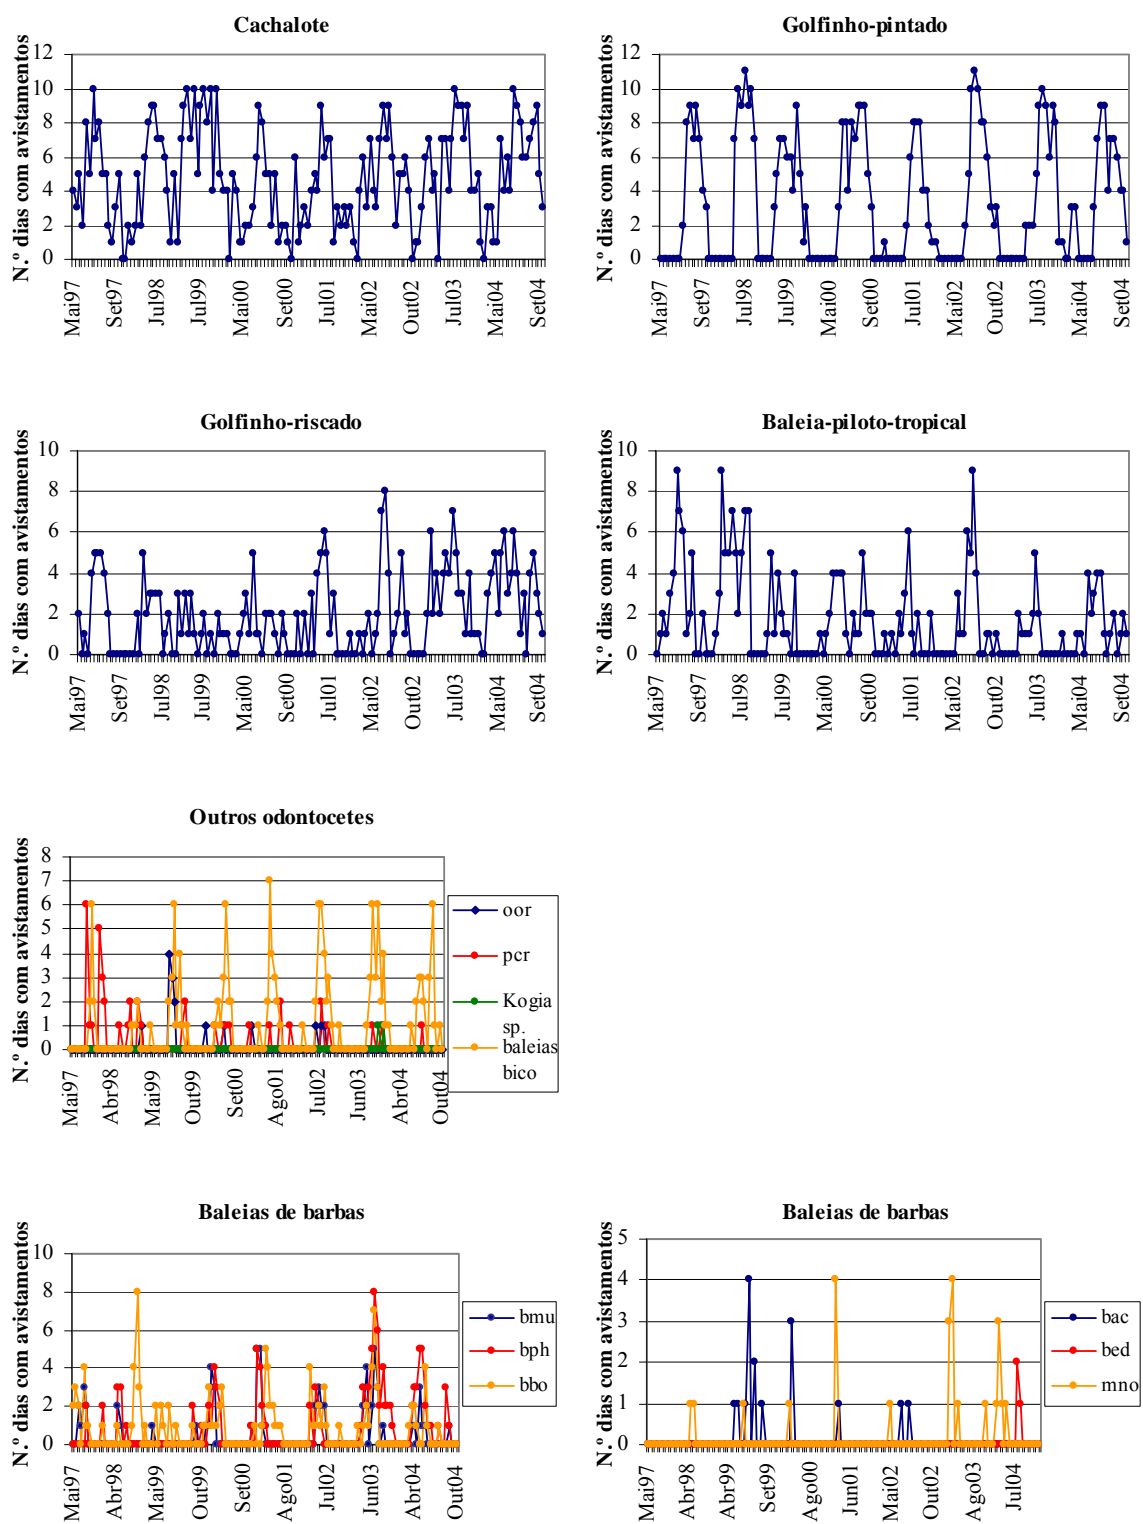 Cachalote
N.º dias com avistamentos
12
10
8
6
4
2
0
Mai97
Set97
Jul98
Jul99
Mai00
Set00
Jul01
Mai02
Out02
Jul03
Mai04
Set04
Golfinho-pintado
N.º dias com avistamentos
12
10
8
6
4
2
0
Mai97
Set97
Jul98
Jul99
Mai00
Set00
Jul01
Mai02
Out02
Jul03
Mai04
Set04
Golfinho-riscado
N.º dias com avistamentos
10
8
6
4
2
0
Mai97
Set97
Jul98
Jul99
Mai00
Set00
Jul01
Mai02
Out02
Jul03
Mai04
Set04
Baleia-piloto-tropical
N.º dias com avistamentos
10
8
6
4
2
0
Mai97
Set97
Jul98
Jul99
Mai00
Set00
Jul01
Mai02
Out02
Jul03
Mai04
Set04
Outros odontocetes
N.º dias com avistamentos
8
7
6
5
4
3
2
1
0
Mai97
Abr98
Mai99
Out99
Set00
Ago01
Jul02
Jun03
Abr04
Out04
oor
pcr
Kogia
sp.
baleias
bico
Baleias de barbas
N.º dias com avistamentos
10
8
6
4
2
0
Mai97
Abr98
Mai99
Out99
Set00
Ago01
Jul02
Jun03
Abr04
Out04
bmu
bph
bbo
Baleias de barbas
N.º dias com avistamentos
5
4
3
2
1
0
Mai97
Abr98
Abr99
Set99
Ago00
Jun01
Mai02
Out02
Ago03
Jul04
bac
bed
mno